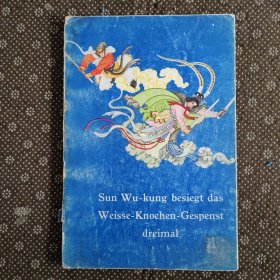 Sun Wu-kung besiegt das
Weisse-Knochen-Gespenst
dreimal